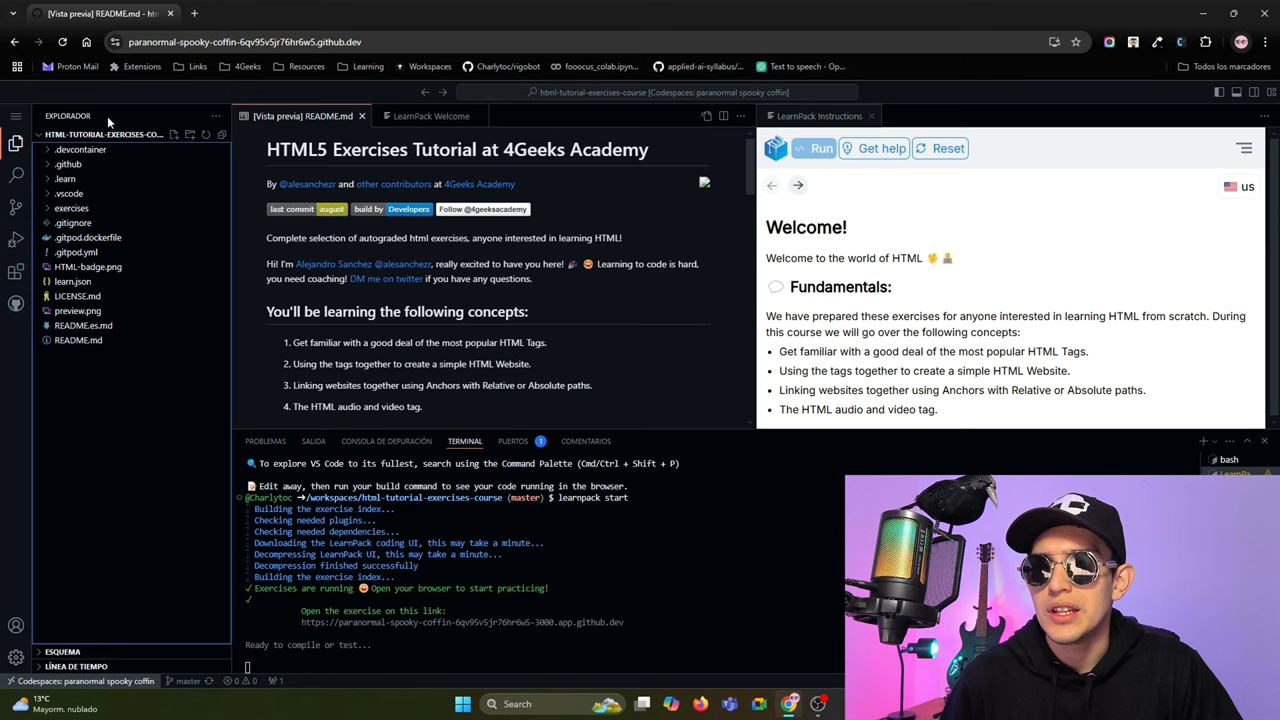 [Vista previa] README.md - htm
paranormal-spooky-coffin-6qv95v5jr76hr6w5.github.dev
Proton Mail
Extensions
Links
4Geeks
Resources
Learning
Workspaces
Charlytoc/rigobot
fooocus_colab.ipyn...
applied-ai-syllabus/...
Text to speech - Op...
Todos los marcadores
html-tutorial-exercises-course [Codespaces: paranormal spooky coffin]
EXPLORADOR
HTML-TUTORIAL-EXERCISES-CO...
.devcontainer
.github
.learn
.vscode
exercises
.gitignore
.gitpod.dockerfile
.gitpod.yml
HTML-badge.png
learn.json
LICENSE.md
preview.png
README.es.md
README.md
ESQUEMA
LÍNEA DE TIEMPO
[Vista previa] README.md
LearnPack Welcome
HTML5 Exercises Tutorial at 4Geeks Academy
By @alesanchezr and other contributors at 4Geeks Academy
last commit august build by Developers Follow @4geeksacademy
Complete selection of autograded html exercises, anyone interested in learning HTML!
Hi! I'm Alejandro Sanchez @alesanchezr, really excited to have you here! 🎉 😄 Learning to code is hard,
you need coaching! DM me on twitter if you have any questions.
You'll be learning the following concepts:
1. Get familiar with a good deal of the most popular HTML Tags.
2. Using the tags together to create a simple HTML Website.
3. Linking websites together using Anchors with Relative or Absolute paths.
4. The HTML audio and video tag.
LearnPack Instructions
Run
Get help
Reset
us
Welcome!
Welcome to the world of HTML
Fundamentals:
We have prepared these exercises for anyone interested in learning HTML from scratch. During
this course we will go over the following concepts:
• Get familiar with a good deal of the most popular HTML Tags.
• Using the tags together to create a simple HTML Website.
• Linking websites together using Anchors with Relative or Absolute paths.
• The HTML audio and video tag.
PROBLEMAS
SALIDA
CONSOLA DE DEPURACIÓN
TERMINAL
PUERTOS 1
COMENTARIOS
To explore VS Code to its fullest, search using the Command Palette (Cmd/Ctrl + Shift + P)
Edit away, then run your build command to see your code running in the browser.
@Charlytoc ➜/workspaces/html-tutorial-exercises-course (master) $ learnpack start
Building the exercise index...
Checking needed plugins...
Checking needed dependencies...
Downloading the LearnPack coding UI, this may take a minute...
Decompressing LearnPack UI, this may take a minute...
Decompression finished successfully
Building the exercise index...
✓ Exercises are running 😃 Open your browser to start practicing!
✓
Open the exercise on this link:
https://paranormal-spooky-coffin-6qv95v5jr76hr6w5-3000.app.github.dev
Ready to compile or test...
bash
LearnPa
Codespaces: paranormal spooky coffin
master
0 0
1
13°C
Mayorm. nublado
Search